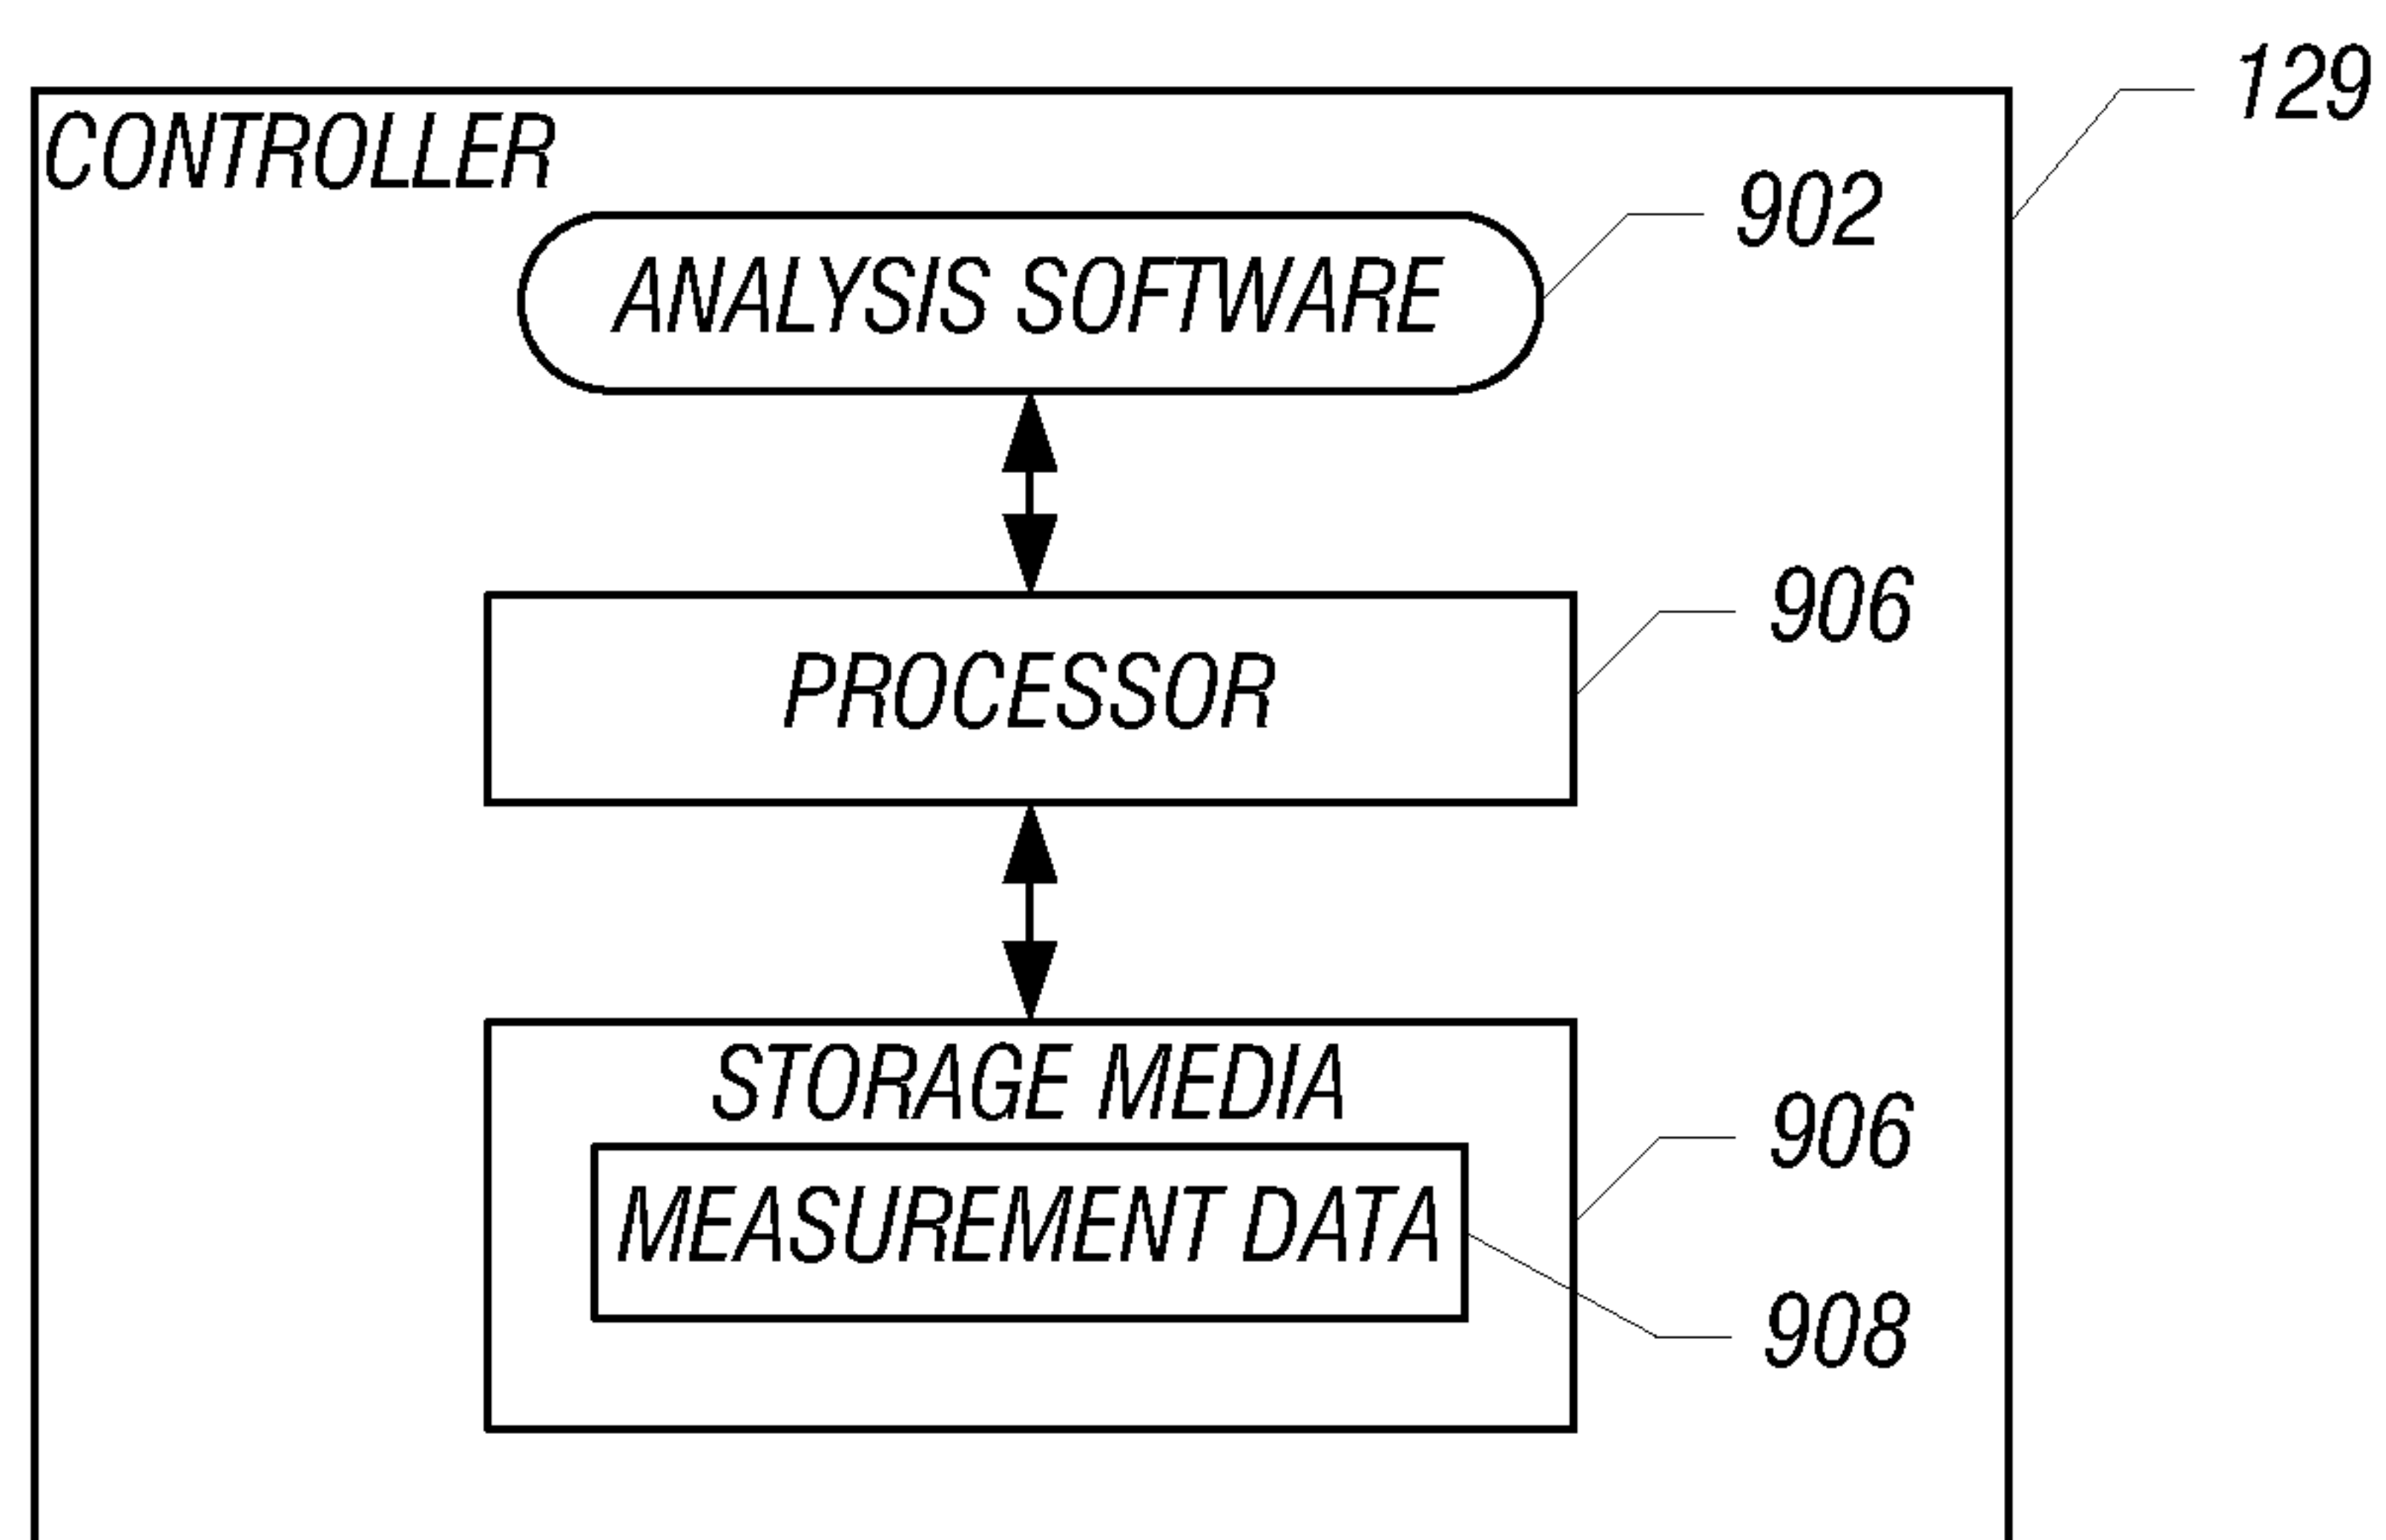 129
CONTROLLER
902
ANALYSIS SOFTWARE
906
PROCESSOR
STORAGE MEDIA
906
MEASUREMENT DATA
908